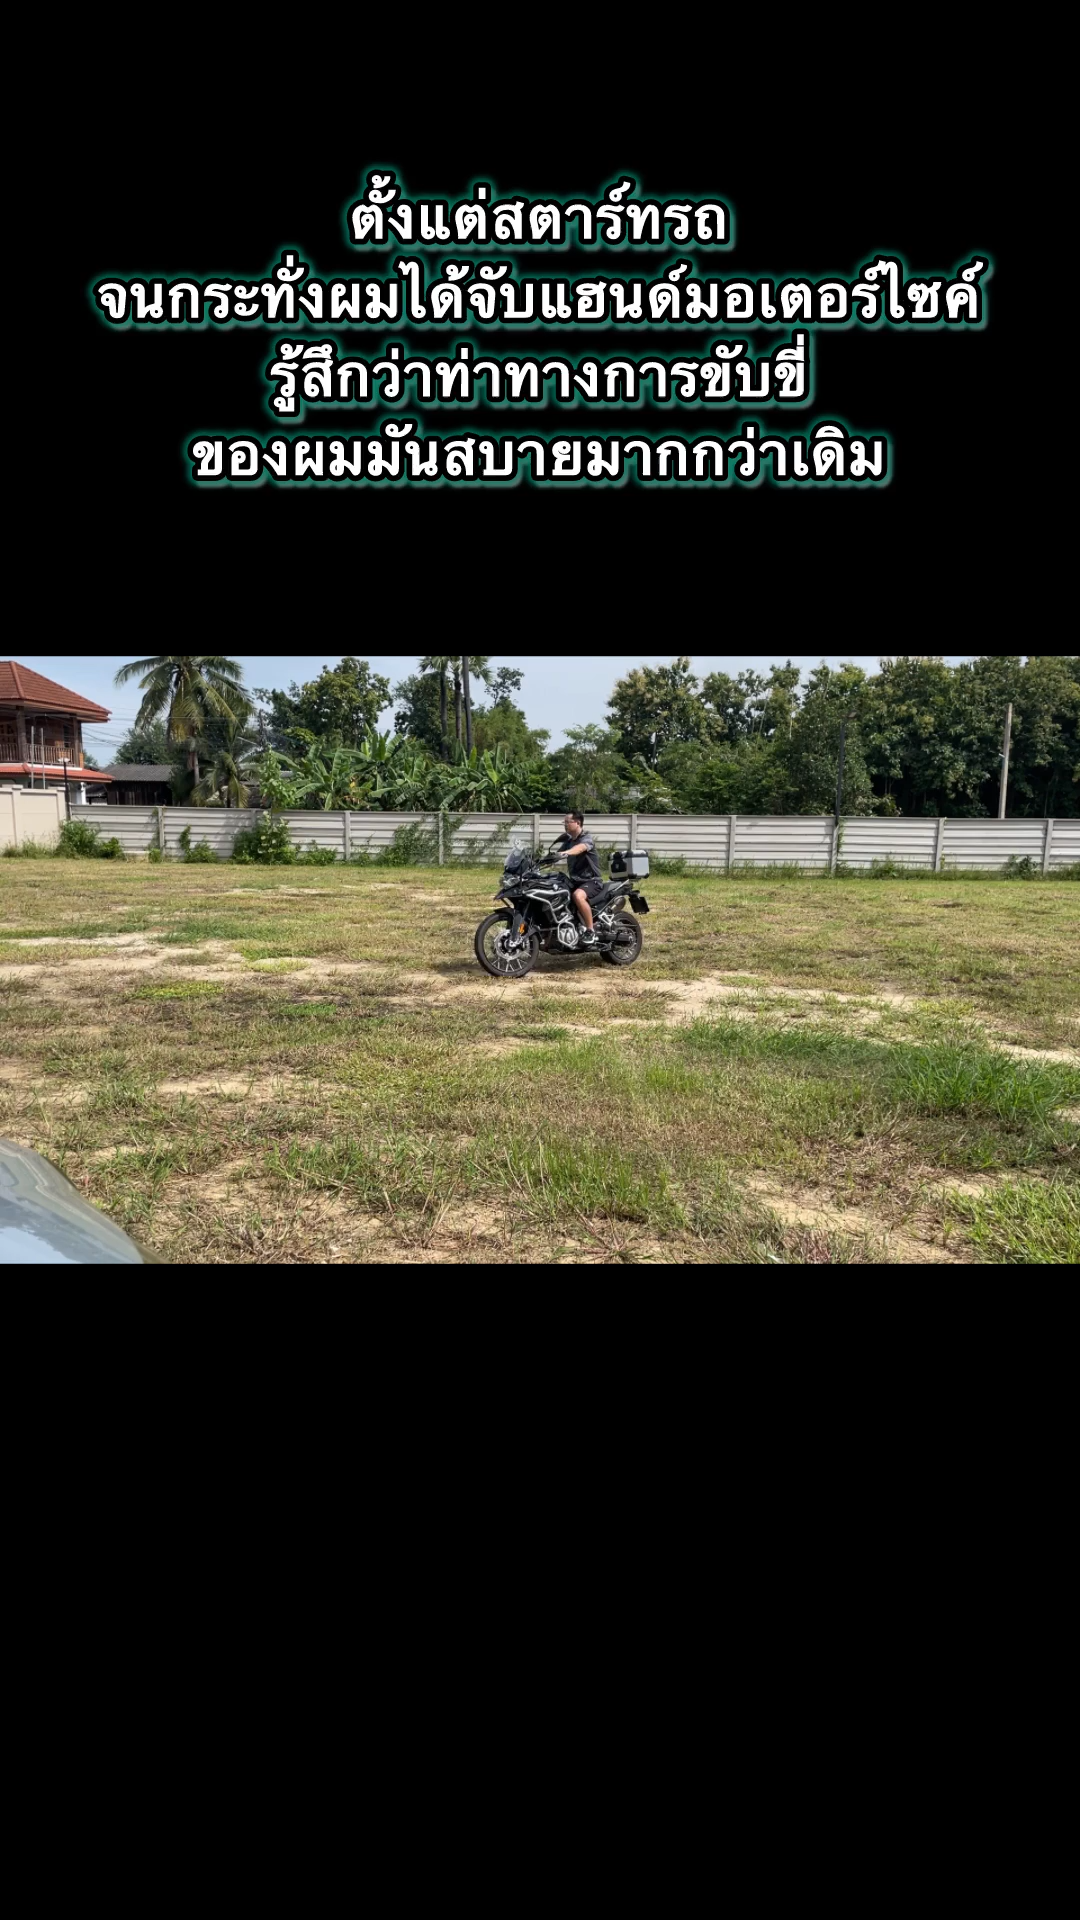 ตั้งแต่สตาร์ทรถ
จนกระทั่งผมได้จับแฮนด์มอเตอร์ไซค์
รู้สึกว่าท่าทางการขับขี่
ของผมมันสบายมากกว่าเดิม